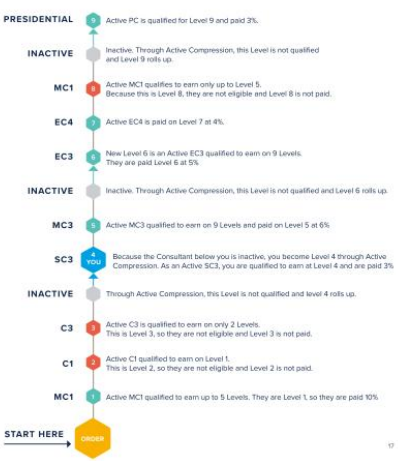 PRESIDENTIAL
9
Active PC is qualified for Level 9 and paid 3%.
INACTIVE
Inactive. Through Active Compression, this Level is not qualified
and Level 9 rolls up.
MC1
8
Active MC1 qualifies to earn only up to Level 5.
Because this is Level 8, they are not eligible and Level 8 is not paid.
EC4
7
Active EC4 is paid on Level 7 at 4%.
EC3
6
New Level 6 is an Active EC3 qualified to earn on 9 Levels.
They are paid Level 6 at 5%
INACTIVE
Inactive. Through Active Compression, this Level is not qualified and Level 6 rolls up.
MC3
5
Active MC3 qualified to earn on 9 Levels and paid on Level 5 at 6%
SC3
4
YOU
Because the Consultant below you is inactive, you become Level 4 through Active
Compression. As an Active SC3, you are qualified to earn at Level 4 and are paid 3%
INACTIVE
Through Active Compression, this Level is not qualified and level 4 rolls up.
C3
3
Active C3 is qualified to earn on only 2 Levels.
This is Level 3, so they are not eligible and Level 3 is not paid.
C1
2
Active C1 qualified to earn on Level 1.
This is Level 2, so they are not eligible and Level 2 is not paid.
MC1
1
Active MC1 qualified to earn up to 5 Levels. They are Level 1, so they are paid 10%
START HERE
ORDER
17